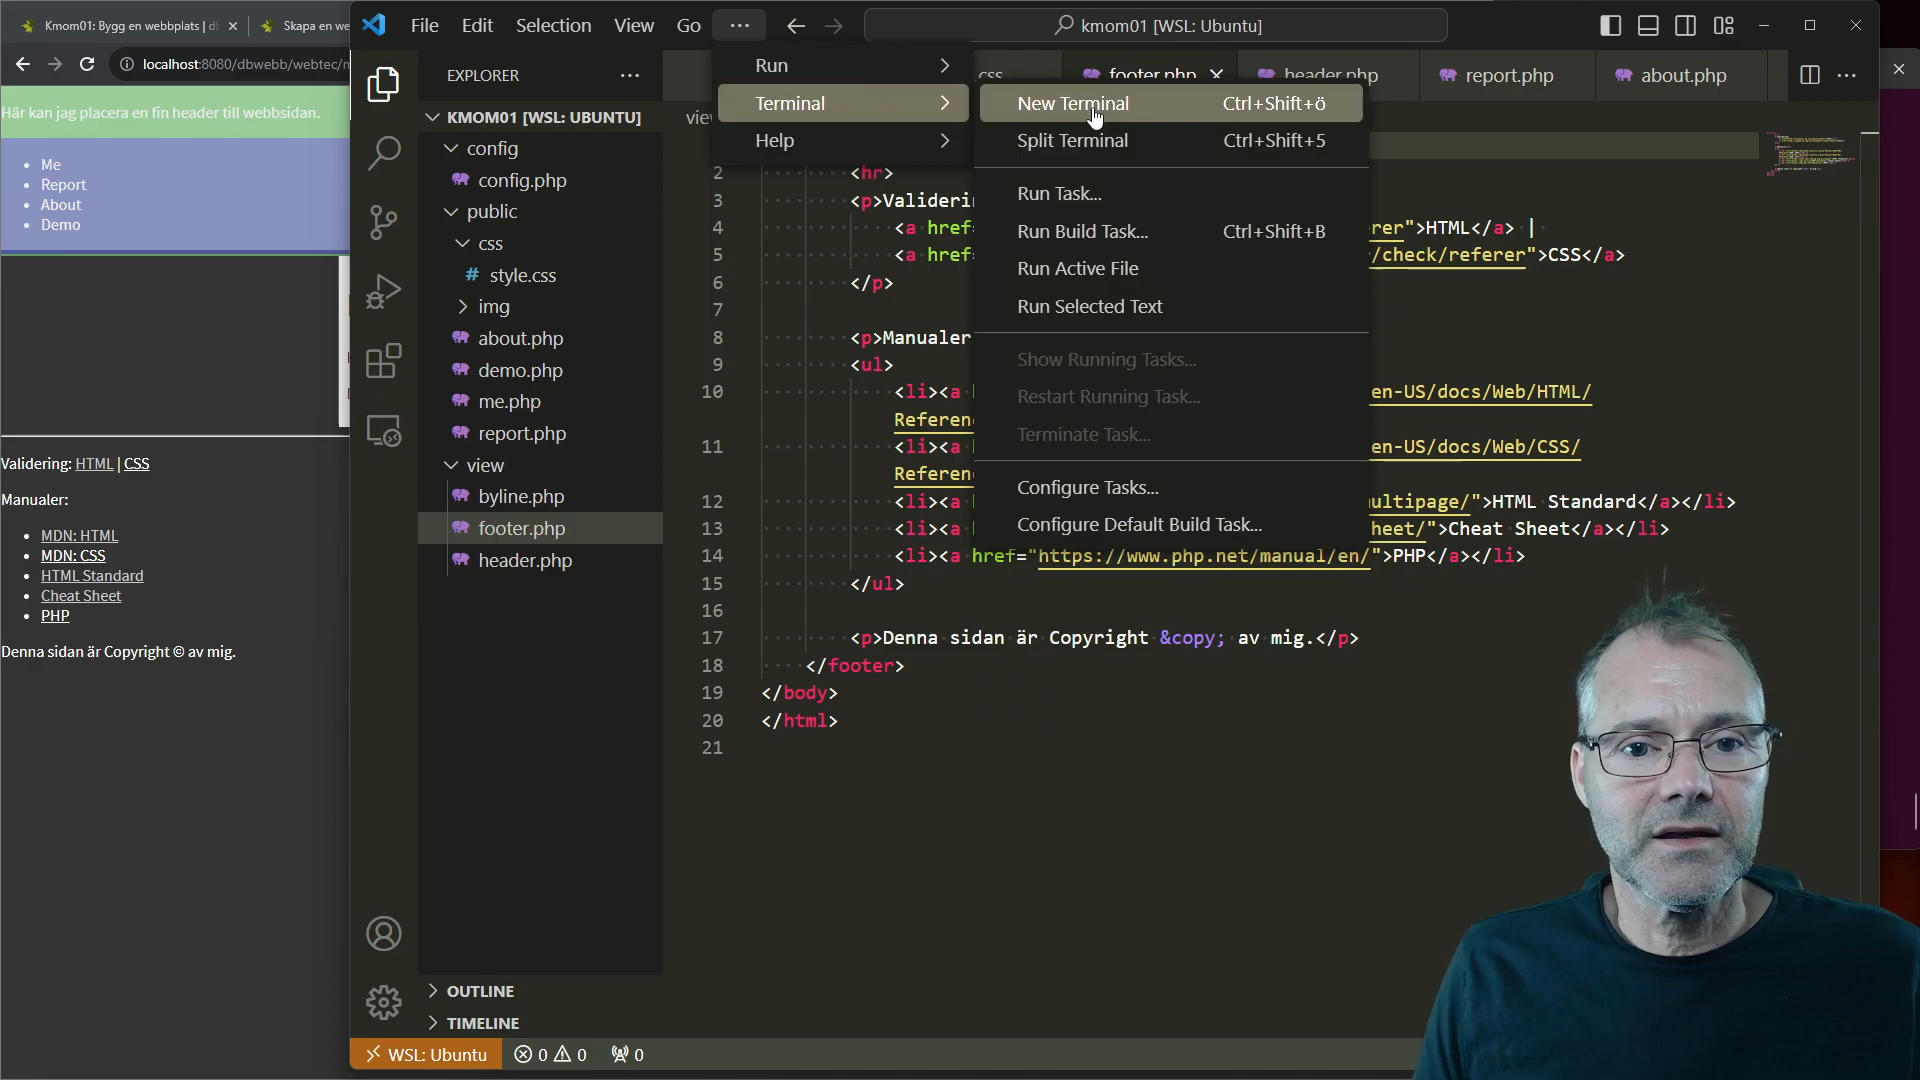 Kmom01: Bygg en webbplats | d
Skapa en we
localhost:8080/dbwebb/webtec/
Här kan jag placera en fin header till webbsidan.
Me
Report
About
Demo
Validering: HTML | CSS
Manualer:
MDN: HTML
MDN: CSS
HTML Standard
Cheat Sheet
PHP
Denna sidan är Copyright © av mig.
File Edit Selection View Go ···
kmom01 [WSL: Ubuntu]
EXPLORER
KMOM01 [WSL: UBUNTU]
config
config.php
public
css
# style.css
img
about.php
demo.php
me.php
report.php
view
byline.php
footer.php
header.php
OUTLINE
TIMELINE
WSL: Ubuntu 0 0 0
css footer.php header.php report.php about.php
Run
Terminal
Help
New Terminal Ctrl+Shift+ö
Split Terminal Ctrl+Shift+5
Run Task...
Run Build Task... Ctrl+Shift+B
Run Active File
Run Selected Text
Show Running Tasks...
Restart Running Task...
Terminate Task...
Configure Tasks...
Configure Default Build Task...
2 <hr>
3 <p>Validerin
4 <a href rer">HTML</a> |
5 <a href /check/referer">CSS</a>
6 </p>
7
8 <p>Manualer
9 <ul>
10 <li><a en-US/docs/Web/HTML/
Referen
11 <li><a en-US/docs/Web/CSS/
Referen
12 <li><a ultipage/">HTML Standard</a></li>
13 <li><a heet/">Cheat Sheet</a></li>
14 <li><a href="https://www.php.net/manual/en/">PHP</a></li>
15 </ul>
16
17 <p>Denna sidan är Copyright &copy; av mig.</p>
18 </footer>
19 </body>
20 </html>
21